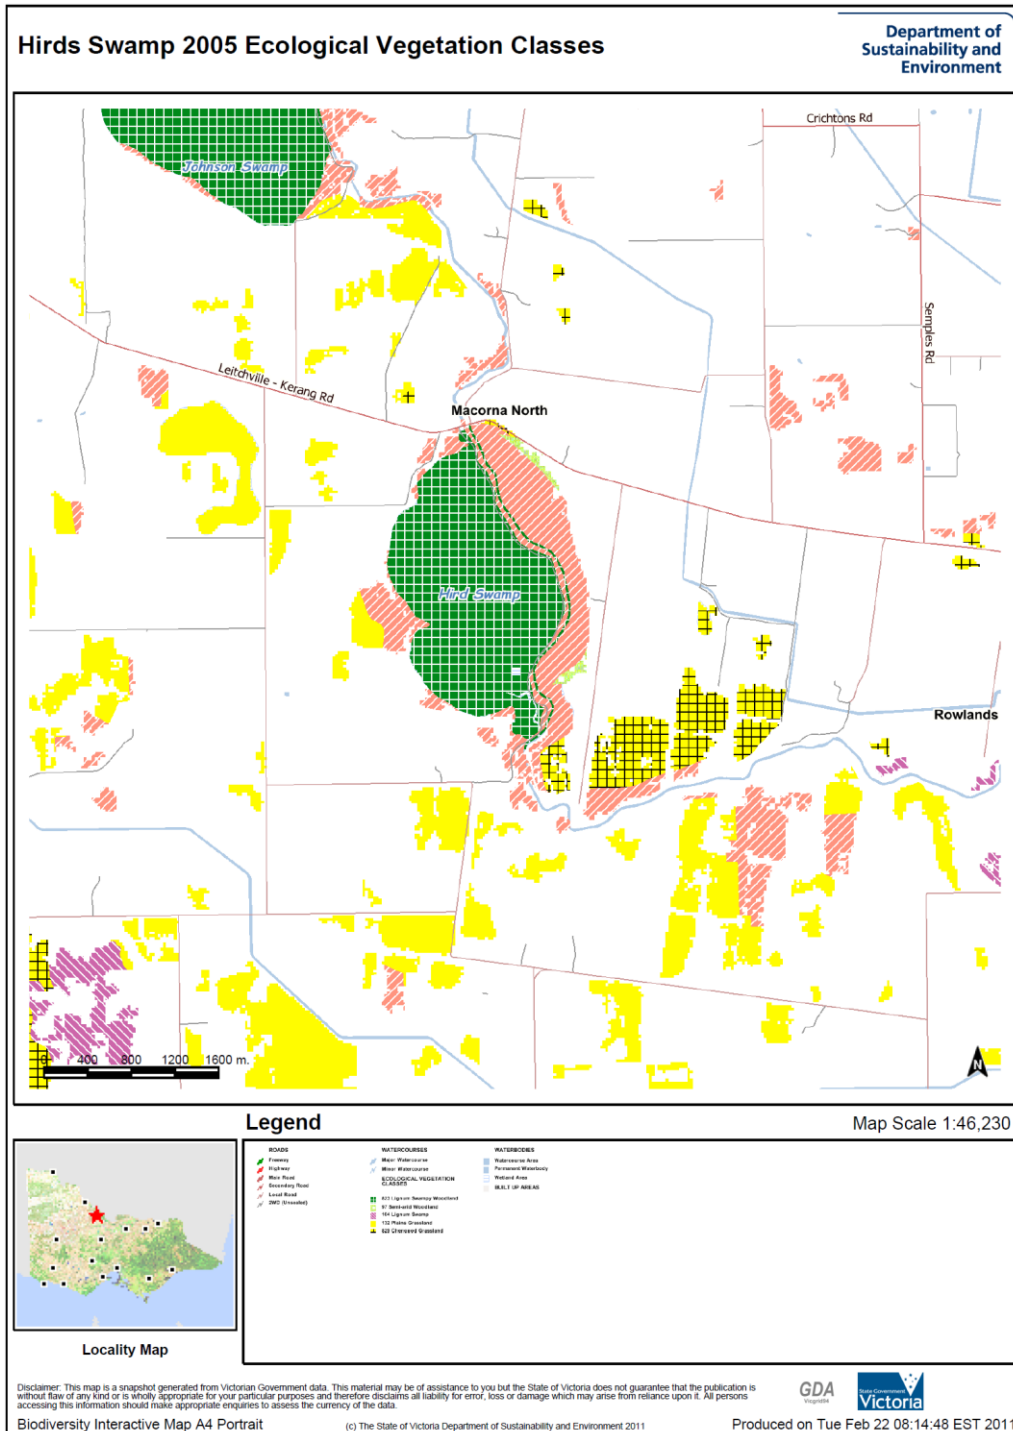 Hirds Swamp 2005 Ecological Vegetation Classes
Department of
Sustainability and
Environment
Crichtons Rd
Johnson Swamp
Semples Rd
Leitchville - Kerang Rd
Macorna North
Hird Swamp
Rowlands
0 400 800 1200 1600 m.
N
Legend
Map Scale 1:46,230
ROADS
Freeway
Highway
Main Road
Secondary Road
Local Road
2WD (Unsealed)
WATERCOURSES
Major Watercourse
Minor Watercourse
ECOLOGICAL VEGETATION
CLASSES
823 Lignum Swampy Woodland
97 Semi-arid Woodland
104 Lignum Swamp
132 Plains Grassland
829 Chenopod Grassland
WATERBODIES
Watercourse Area
Permanent Waterbody
Wetland Area
BUILT UP AREAS
Locality Map
Disclaimer: This map is a snapshot generated from Victorian Government data. This material may be of assistance to you but the State of Victoria does not guarantee that the publication is
without flaw of any kind or is wholly appropriate for your particular purposes and therefore disclaims all liability for error, loss or damage which may arise from reliance upon it. All persons
accessing this information should make appropriate enquiries to assess the currency of the data.
GDA
Vicgrid94
State Government
Victoria
Biodiversity Interactive Map A4 Portrait
(c) The State of Victoria Department of Sustainability and Environment 2011
Produced on Tue Feb 22 08:14:48 EST 2011